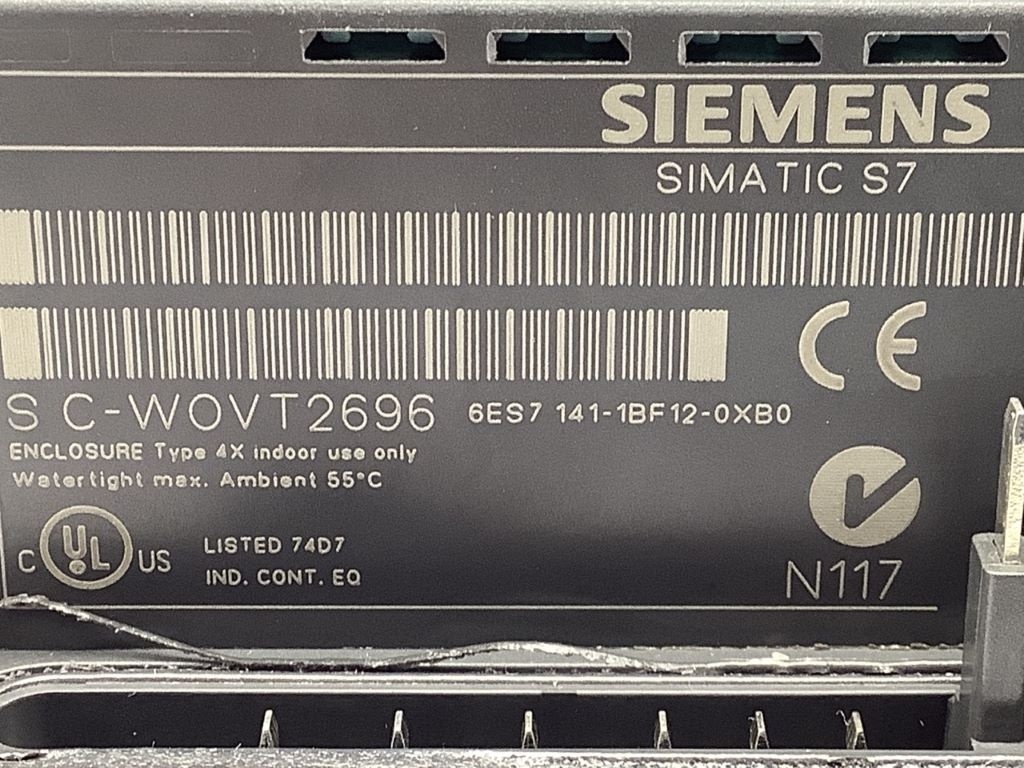 SIEMENS
SIMATIC S7
S C-WOVT2696 6ES7 141-1BF12-0XB0
ENCLOSURE Type 4X indoor use only
Watertight max. Ambient 55°C
C UL US LISTED 74D7
IND. CONT. EQ
CE
N117